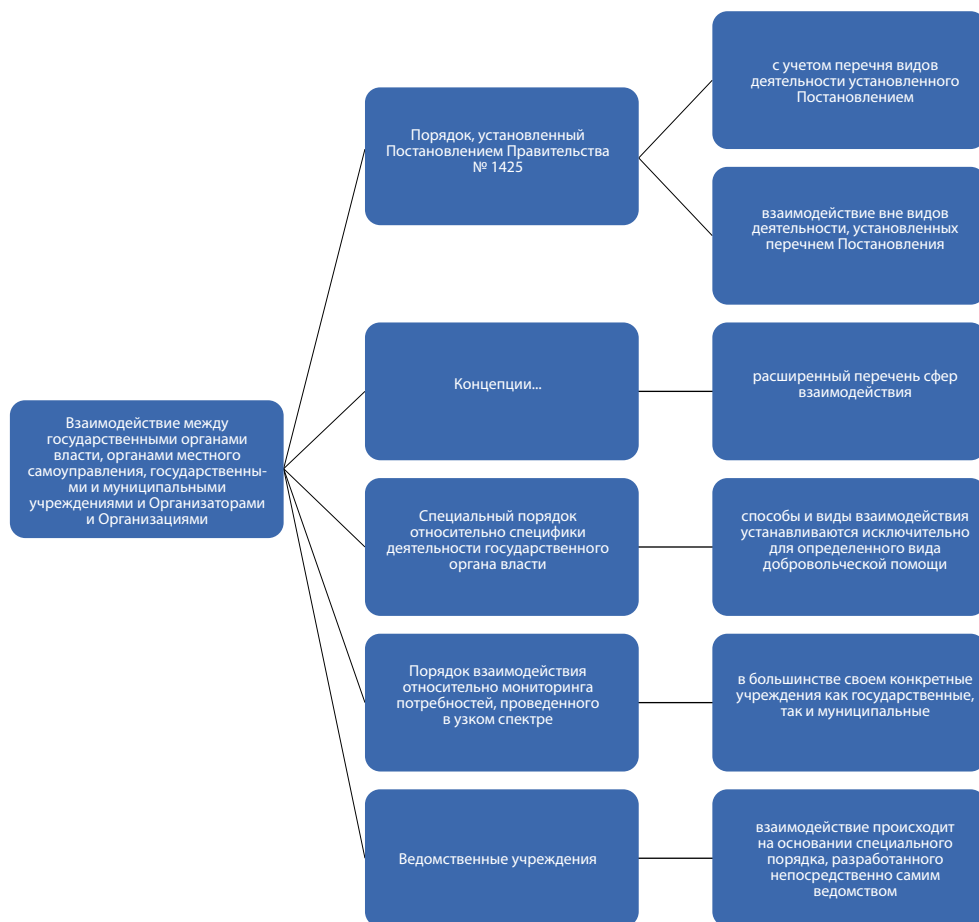 Взаимодействие между
государственными органами
власти, органами местного
самоуправления, государственны-
ми и муниципальными
учреждениями и Организаторами
и Организациями
Порядок, установленный
Постановлением Правительства
№ 1425
с учетом перечня видов
деятельности установленного
Постановлением
взаимодействие вне видов
деятельности, установленных
перечнем Постановления
Концепции...
расширенный перечень сфер
взаимодействия
Специальный порядок
относительно специфики
деятельности государственного
органа власти
способы и виды взаимодействия
устанавливаются исключительно
для определенного вида
добровольческой помощи
Порядок взаимодействия
относительно мониторинга
потребностей, проведенного
в узком спектре
в большинстве своем конкретные
учреждения как государственные,
так и муниципальные
Ведомственные учреждения
взаимодействие происходит
на основании специального
порядка, разработанного
непосредственно самим
ведомством